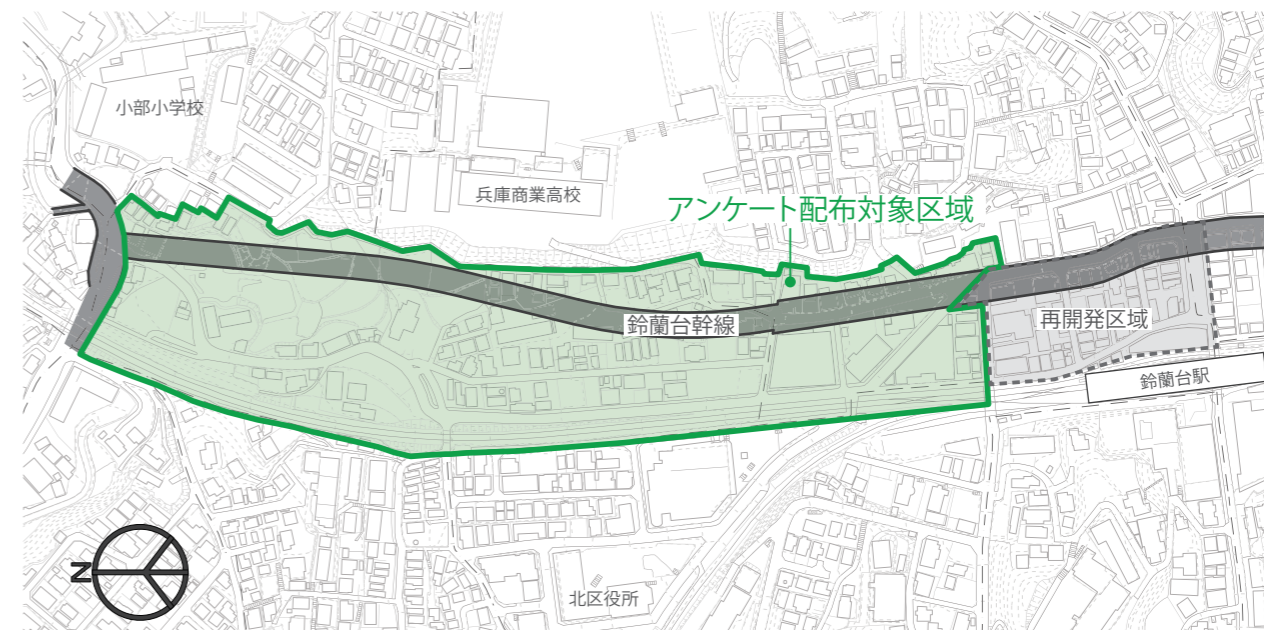 小部小学校
兵庫商業高校
アンケート配布対象区域
鈴蘭台幹線
再開発区域
鈴蘭台駅
N
北区役所